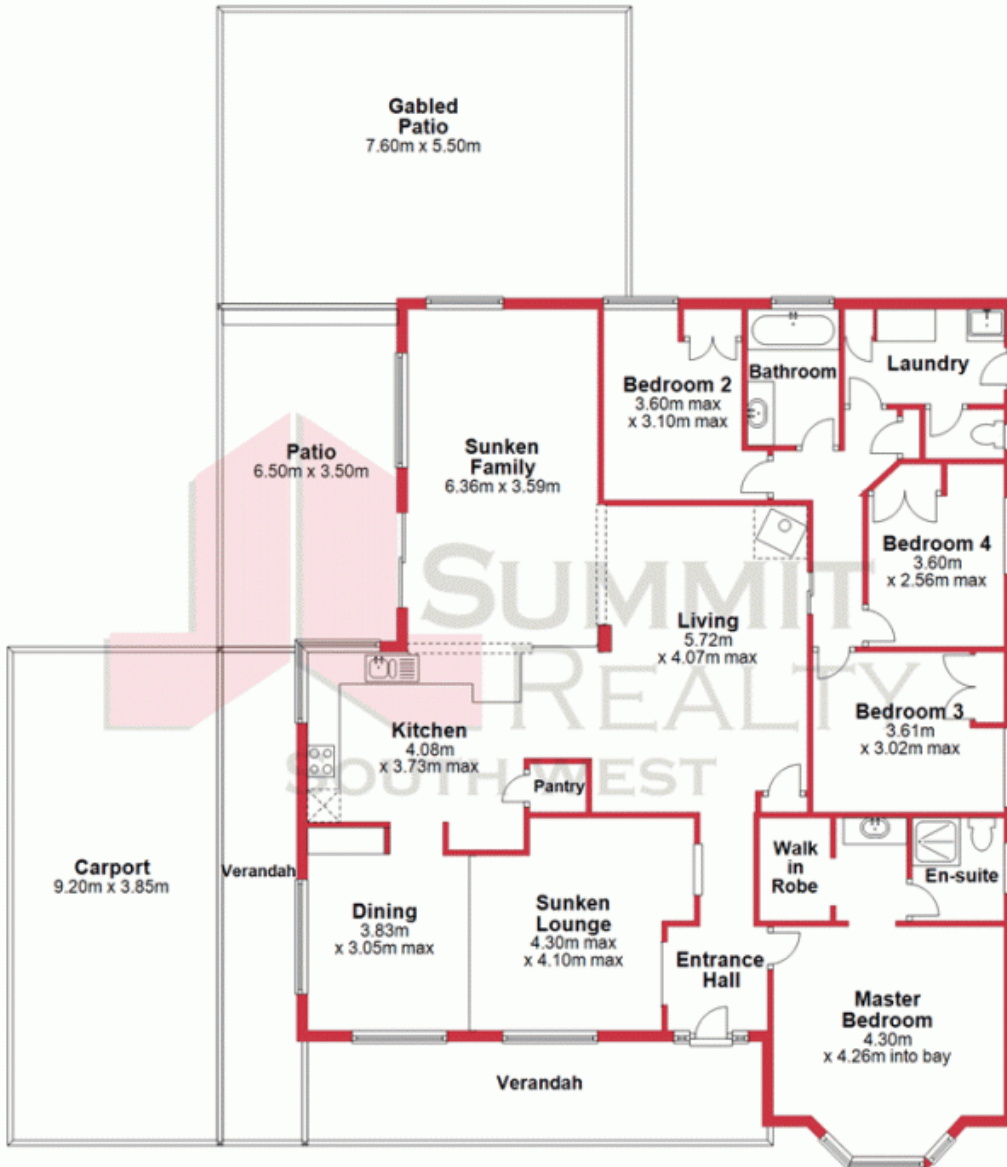 Gabled
Patio
7.60m x 5.50m
Bedroom 2
3.60m max
x 3.10m max
Bathroom
Laundry
Patio
6.50m x 3.50m
Sunken
Family
6.36m x 3.59m
Bedroom 4
3.60m
x 2.56m max
SUMMIT
REALTY
SOUTH WEST
Living
5.72m
x 4.07m max
Kitchen
4.08m
x 3.73m max
Bedroom 3
3.61m
x 3.02m max
Pantry
Carport
9.20m x 3.85m
Verandah
Dining
3.83m
x 3.05m max
Sunken
Lounge
4.30m max
x 4.10m max
Walk
in
Robe
En-suite
Entrance
Hall
Master
Bedroom
4.30m
x 4.26m into bay
Verandah